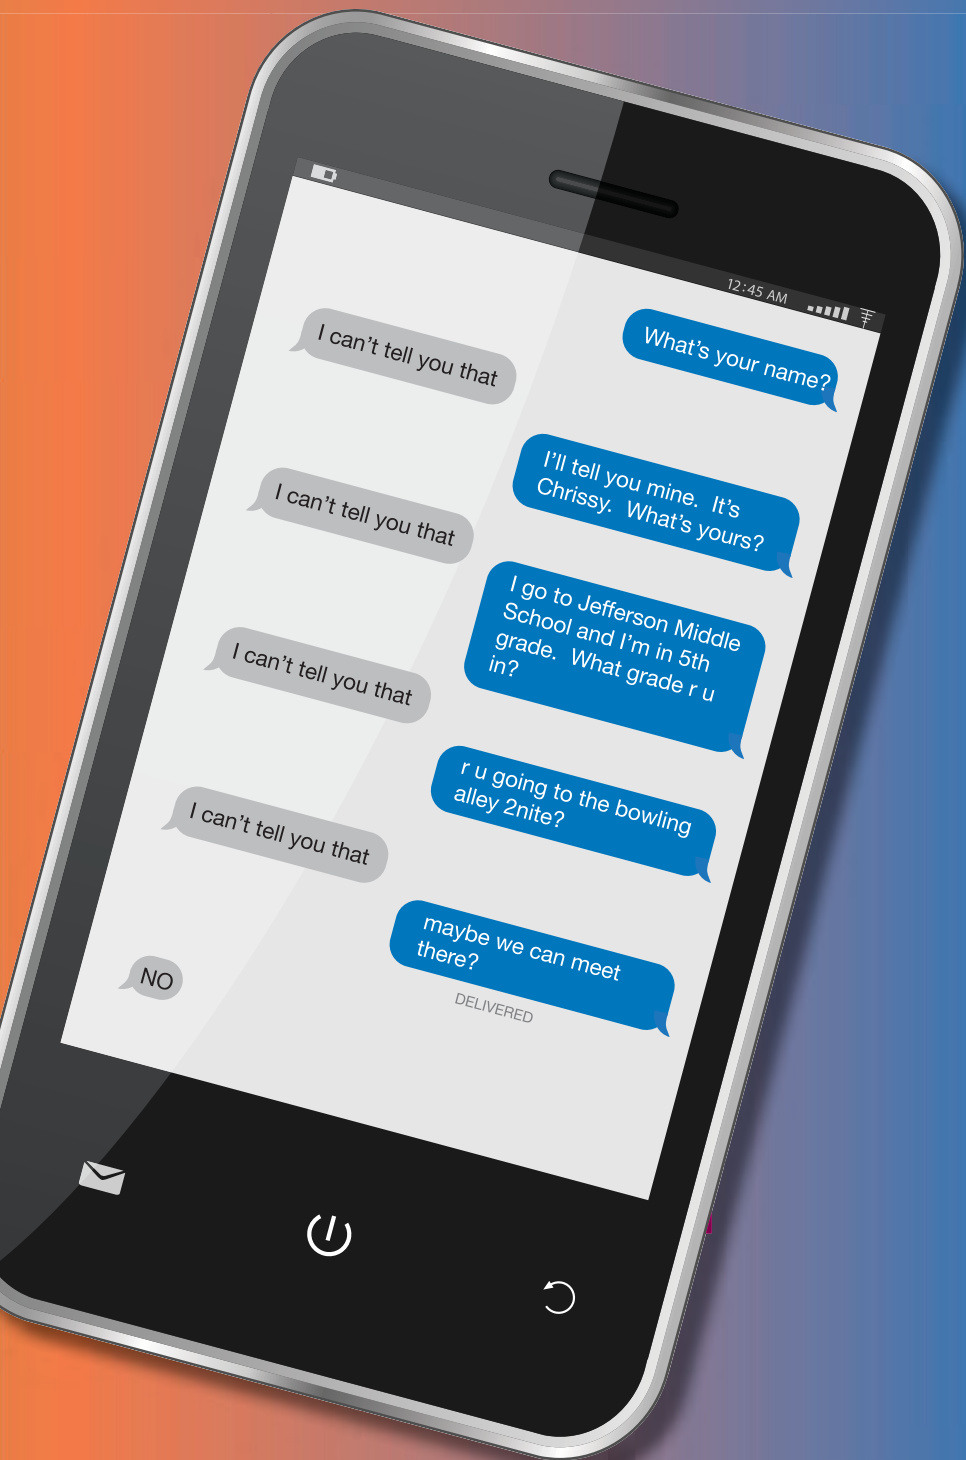 12:45 AM
What's your name?
I can't tell you that
I'll tell you mine.  It's
Chrissy.  What's yours?
I can't tell you that
I go to Jefferson Middle
School and I'm in 5th
grade.  What grade r u
in?
I can't tell you that
r u going to the bowling
alley 2nite?
I can't tell you that
maybe we can meet
there?
DELIVERED
NO